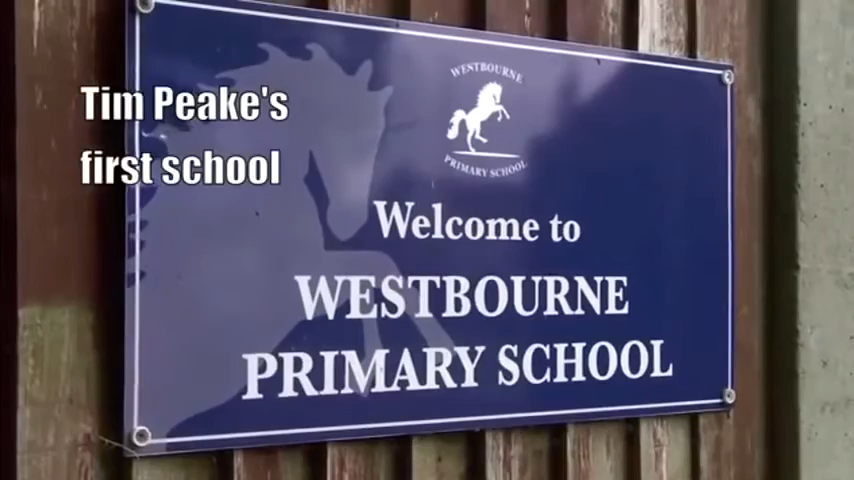 Tim Peake's
first school
WESTBOURNE
PRIMARY SCHOOL
Welcome to
WESTBOURNE
PRIMARY SCHOOL